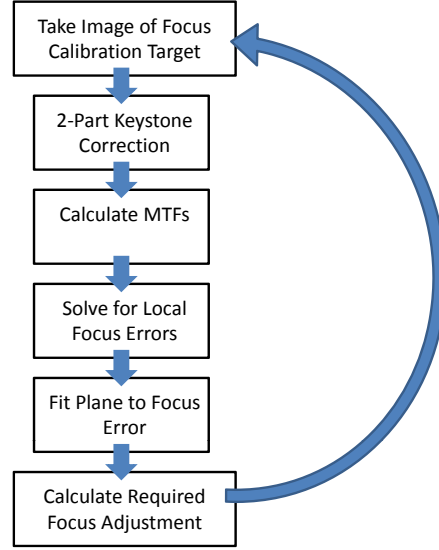 Take Image of Focus
Calibration Target
2-Part Keystone
Correction
Calculate MTFs
Solve for Local
Focus Errors
Fit Plane to Focus
Error
Calculate Required
Focus Adjustment